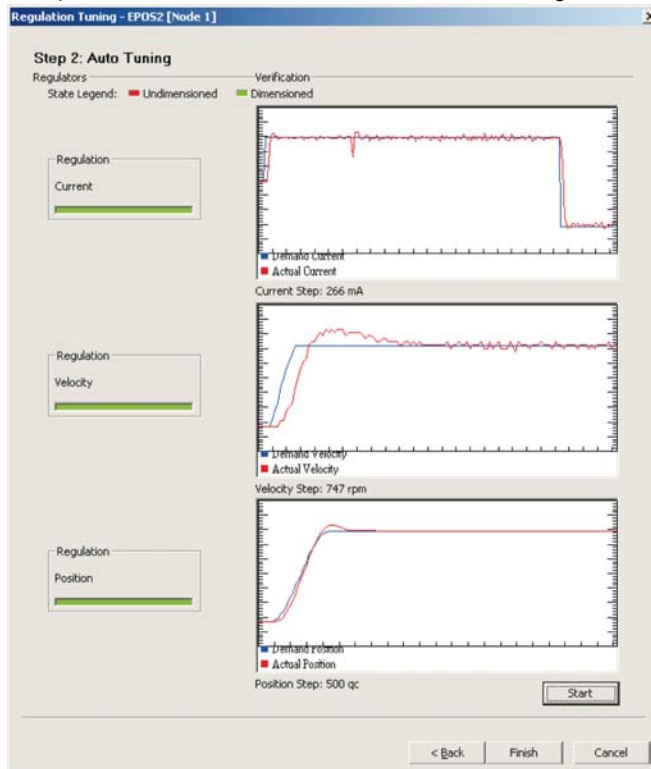 Regulation Tuning - EPOS2 [Node 1]
Step 2: Auto Tuning
Regulators
Verification
State Legend: Undimensioned Dimensioned
Regulation
Current
Demand Current
Actual Current
Current Step: 266 mA
Regulation
Velocity
Demand Velocity
Actual Velocity
Velocity Step: 747 rpm
Regulation
Position
Demand Position
Actual Position
Position Step: 500 qc
Start
< Back
Finish
Cancel